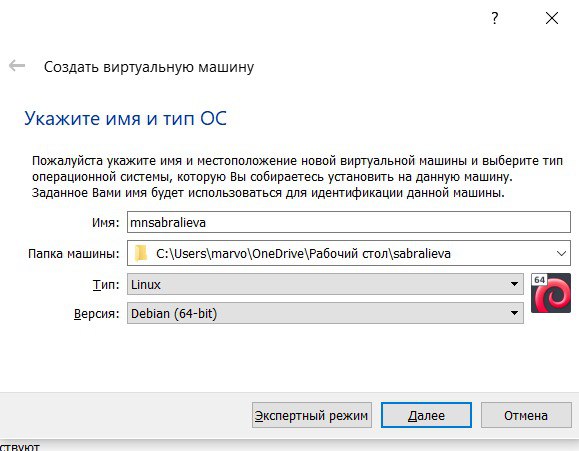 ?
Создать виртуальную машину
Укажите имя и тип ОС
Пожалуйста укажите имя и местоположение новой виртуальной машины и выберите тип
операционной системы, которую Вы собираетесь установить на данную машину.
Заданное Вами имя будет использоваться для идентификации данной машины.
Имя: mnsabralieva
Папка машины: C:\Users\marvo\OneDrive\Рабочий стол\sabralieva
Тип: Linux
64
Версия: Debian (64-bit)
Экспертный режим Далее Отмена
ствуют